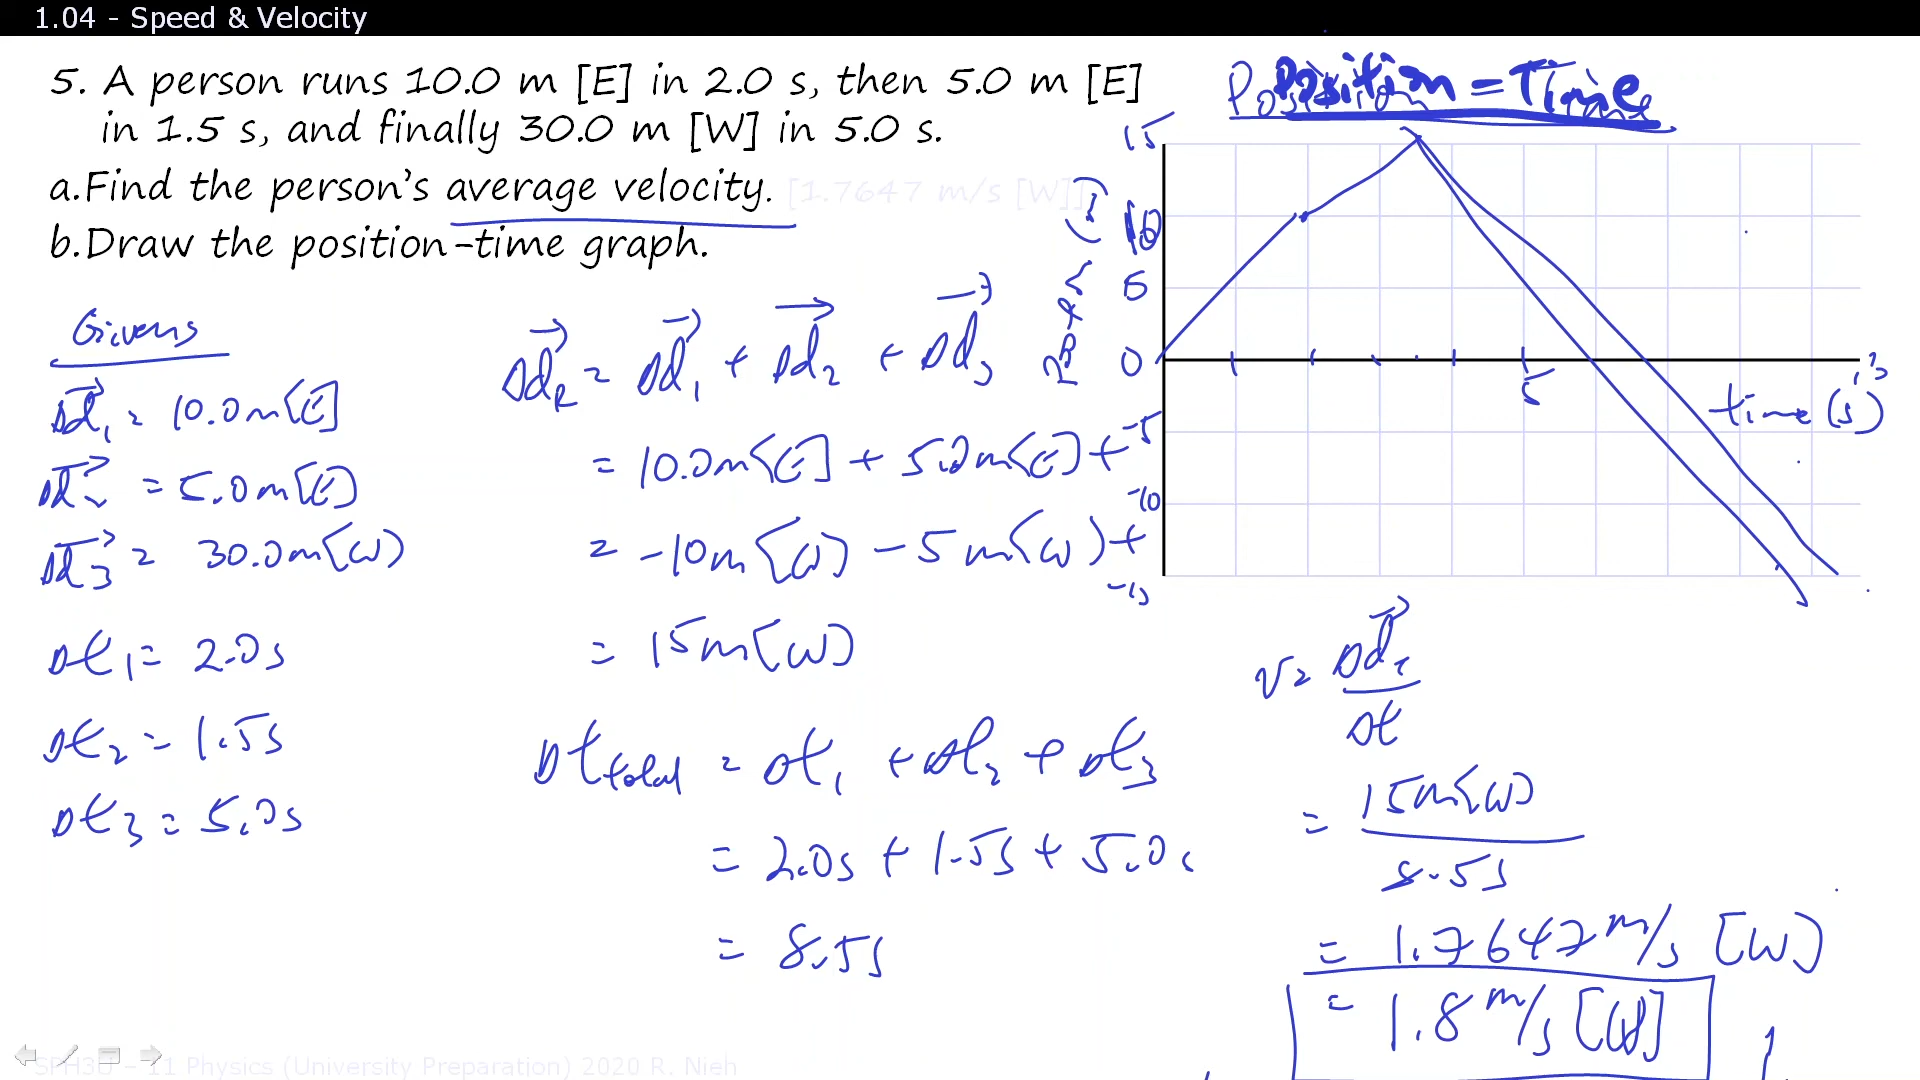 1.04 - Speed & Velocity
5. A person runs 10.0 m [E] in 2.0 s, then 5.0 m [E]
in 1.5 s, and finally 30.0 m [W] in 5.0 s.
a.Find the person's average velocity. [1.7647 m/s [W]]
b.Draw the position-time graph.
Givens
Δd₁ = 10.0m[E]
Δd₂ = 5.0m[E]
Δd₃ = 30.0m[W]
Δt₁ = 2.0s
Δt₂ = 1.5s
Δt₃ = 5.0s
ΔdR = Δd₁ + Δd₂ + Δd₃
= 10.0m[E] + 5.0m[E] +
= -10m[W] - 5m[W] +
= 15m[W]
Δt total = Δt₁ + Δt₂ + Δt₃
= 2.0s + 1.5s + 5.0s
= 8.5s
Position - Time
15
10
5
0
-5
-10
-15
5
time (s)
v = Δd / Δt
= 15m[W] / 8.5s
= 1.7647 m/s [W]
= 1.8 m/s [W]
SPH3U – 11 Physics (University Preparation) 2020 R. Nieh